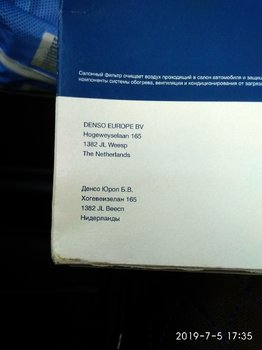 Салонный фильтр очищает воздух проходящий в салон автомобиля и защищ
компоненты системы обогрева, вентиляции и кондиционирования от загряз
DENSO EUROPE BV
Hogeweyselaan 165
1382 JL Weesp
The Netherlands
Денсо Юроп Б.В.
Хогевеизелан 165
1382 JL Веесп
Нидерланды
2019-7-5 17:35